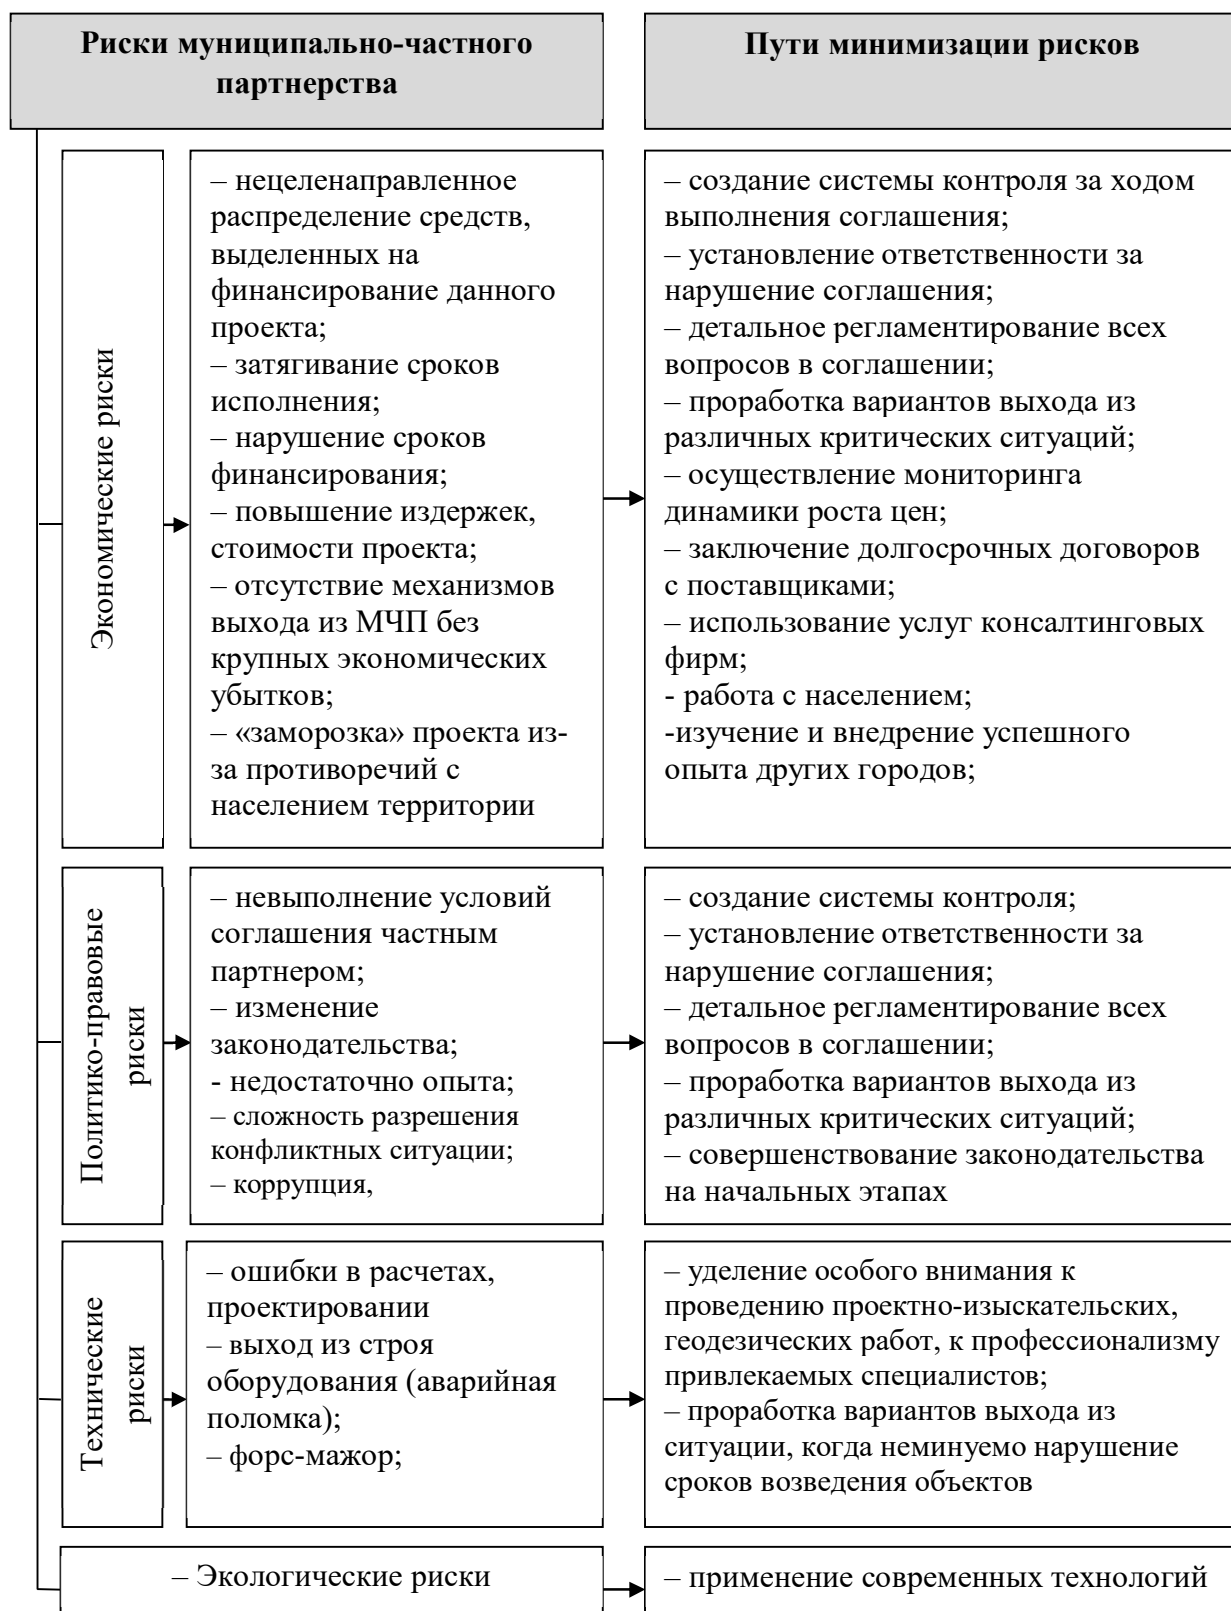 Риски муниципально-частного
партнерства
Пути минимизации рисков
Экономические риски
– нецеленаправленное
распределение средств,
выделенных на
финансирование данного
проекта;
– затягивание сроков
исполнения;
– нарушение сроков
финансирования;
– повышение издержек,
стоимости проекта;
– отсутствие механизмов
выхода из МЧП без
крупных экономических
убытков;
– «заморозка» проекта из-
за противоречий с
населением территории
– создание системы контроля за ходом
выполнения соглашения;
– установление ответственности за
нарушение соглашения;
– детальное регламентирование всех
вопросов в соглашении;
– проработка вариантов выхода из
различных критических ситуаций;
– осуществление мониторинга
динамики роста цен;
– заключение долгосрочных договоров
с поставщиками;
– использование услуг консалтинговых
фирм;
- работа с населением;
-изучение и внедрение успешного
опыта других городов;
Политико-правовые
риски
– невыполнение условий
соглашения частным
партнером;
– изменение
законодательства;
- недостаточно опыта;
– сложность разрешения
конфликтных ситуации;
– коррупция,
– создание системы контроля;
– установление ответственности за
нарушение соглашения;
– детальное регламентирование всех
вопросов в соглашении;
– проработка вариантов выхода из
различных критических ситуаций;
– совершенствование законодательства
на начальных этапах
Технические
риски
– ошибки в расчетах,
проектировании
– выход из строя
оборудования (аварийная
поломка);
– форс-мажор;
– уделение особого внимания к
проведению проектно-изыскательских,
геодезических работ, к профессионализму
привлекаемых специалистов;
– проработка вариантов выхода из
ситуации, когда неминуемо нарушение
сроков возведения объектов
– Экологические риски
– применение современных технологий